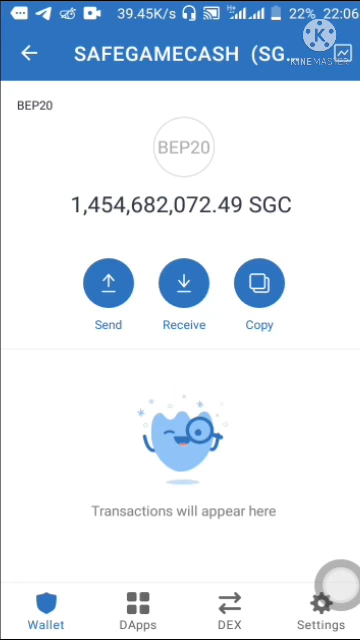 39.45K/s 22% 22:06
SAFEGAMECASH (SG...
KINEMASTER
BEP20
BEP20
1,454,682,072.49 SGC
Send Receive Copy
Transactions will appear here
Wallet DApps DEX Settings